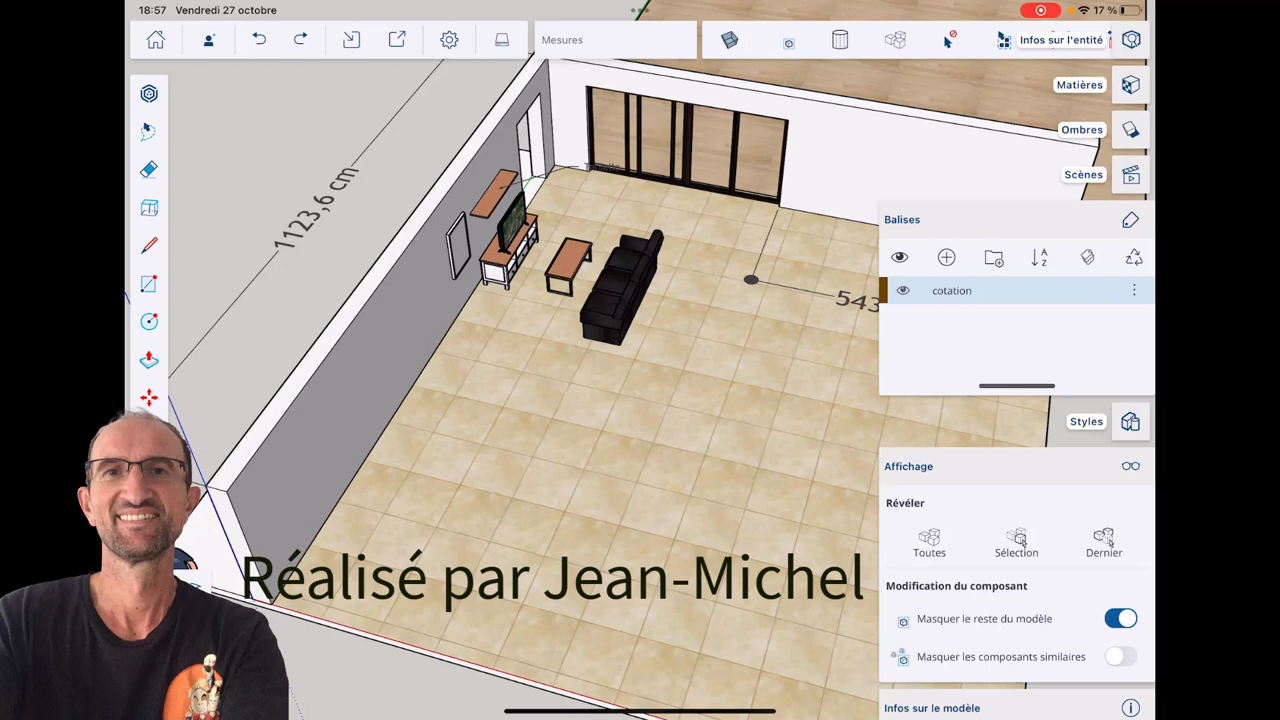 18:57 Vendredi 27 octobre
17 %
Mesures
Infos sur l'entité
Matières
Ombres
Scènes
Balises
A
Z
cotation
1123,6 cm
543
Styles
Affichage
Révéler
Toutes
Sélection
Dernier
Modification du composant
Masquer le reste du modèle
Masquer les composants similaires
Infos sur le modèle
Réalisé par Jean-Michel